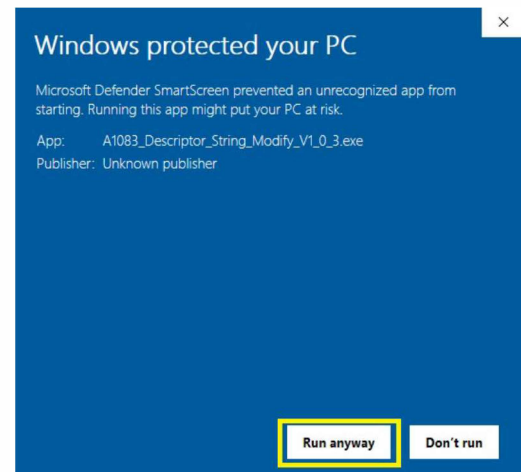 Windows protected your PC
Microsoft Defender SmartScreen prevented an unrecognized app from
starting. Running this app might put your PC at risk.
App: A1083_Descriptor_String_Modify_V1_0_3.exe
Publisher: Unknown publisher
Run anyway Don't run